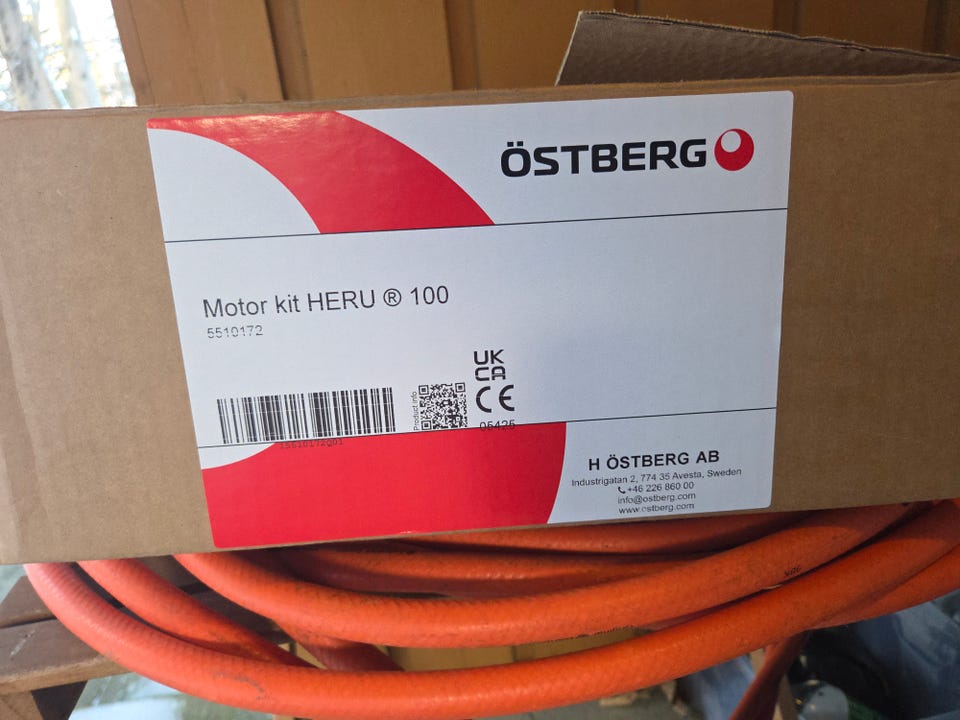 ÖSTBERG
Motor kit HERU ® 100
5510172
UK
CA
Product info
CE
05425
H ÖSTBERG AB
Industrigatan 2, 774 35 Avesta, Sweden
+46 226 860 00
info@ostberg.com
www.ostberg.com